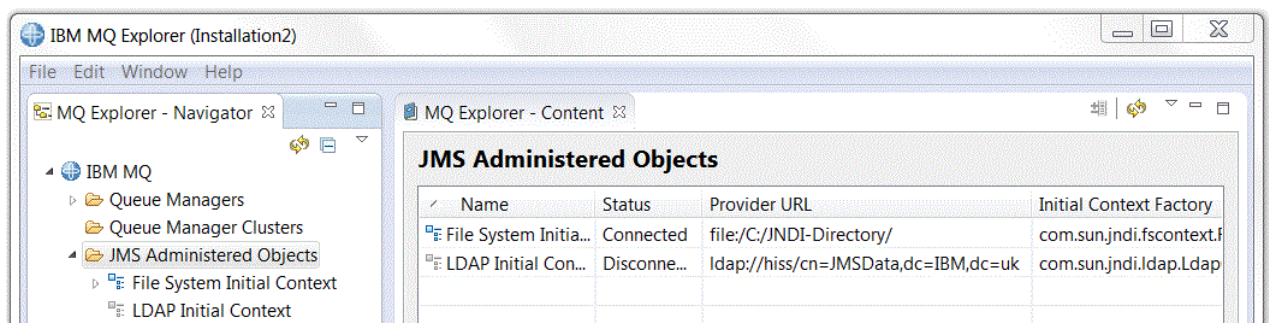 IBM MQ Explorer (Installation2)
File Edit Window Help
MQ Explorer - Navigator
IBM MQ
Queue Managers
Queue Manager Clusters
JMS Administered Objects
File System Initial Context
LDAP Initial Context
MQ Explorer - Content
JMS Administered Objects
Name Status Provider URL Initial Context Factory
File System Initia... Connected file:/C:/JNDI-Directory/ com.sun.jndi.fscontext.F
LDAP Initial Con... Disconne... ldap://hiss/cn=JMSData,dc=IBM,dc=uk com.sun.jndi.ldap.Ldap